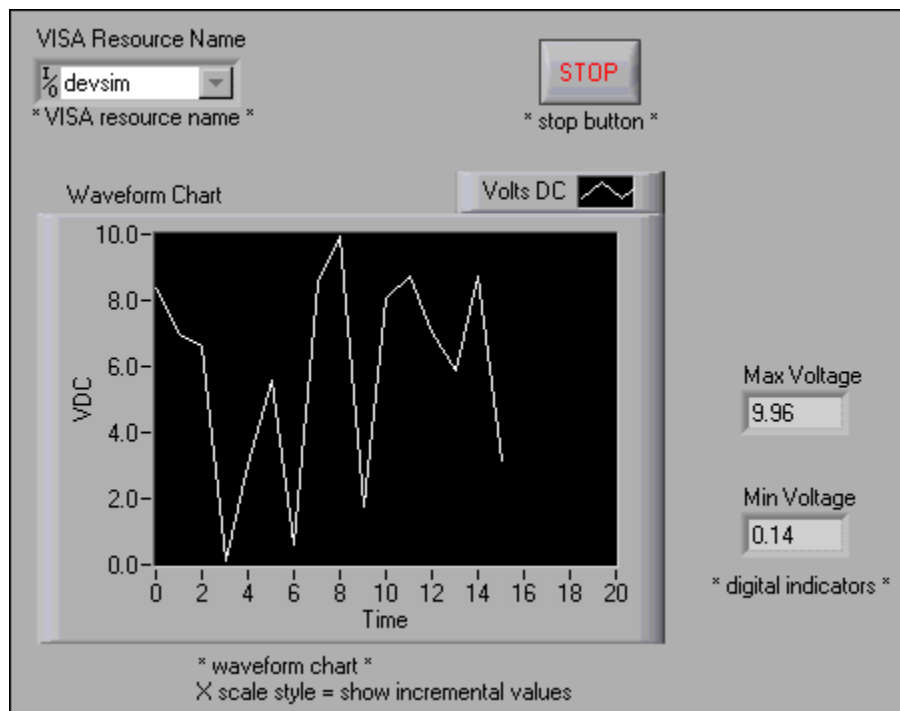 VISA Resource Name
I/O devsim
* VISA resource name *
STOP
* stop button *
Waveform Chart
Volts DC
10.0
8.0
6.0
4.0
2.0
0.0
VDC
0 2 4 6 8 10 12 14 16 18 20
Time
Max Voltage
9.96
Min Voltage
0.14
* digital indicators *
* waveform chart *
X scale style = show incremental values